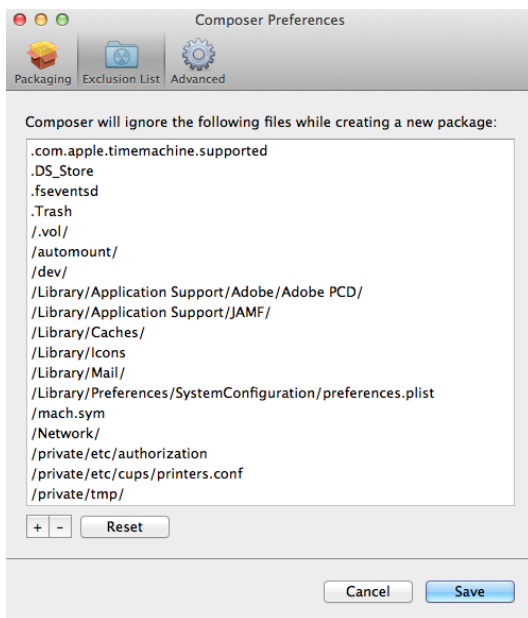 Composer Preferences
Packaging Exclusion List Advanced
Composer will ignore the following files while creating a new package:
.com.apple.timemachine.supported
.DS_Store
.fseventsd
.Trash
/.vol/
/automount/
/dev/
/Library/Application Support/Adobe/Adobe PCD/
/Library/Application Support/JAMF/
/Library/Caches/
/Library/Icons
/Library/Mail/
/Library/Preferences/SystemConfiguration/preferences.plist
/mach.sym
/Network/
/private/etc/authorization
/private/etc/cups/printers.conf
/private/tmp/
+ - Reset
Cancel Save